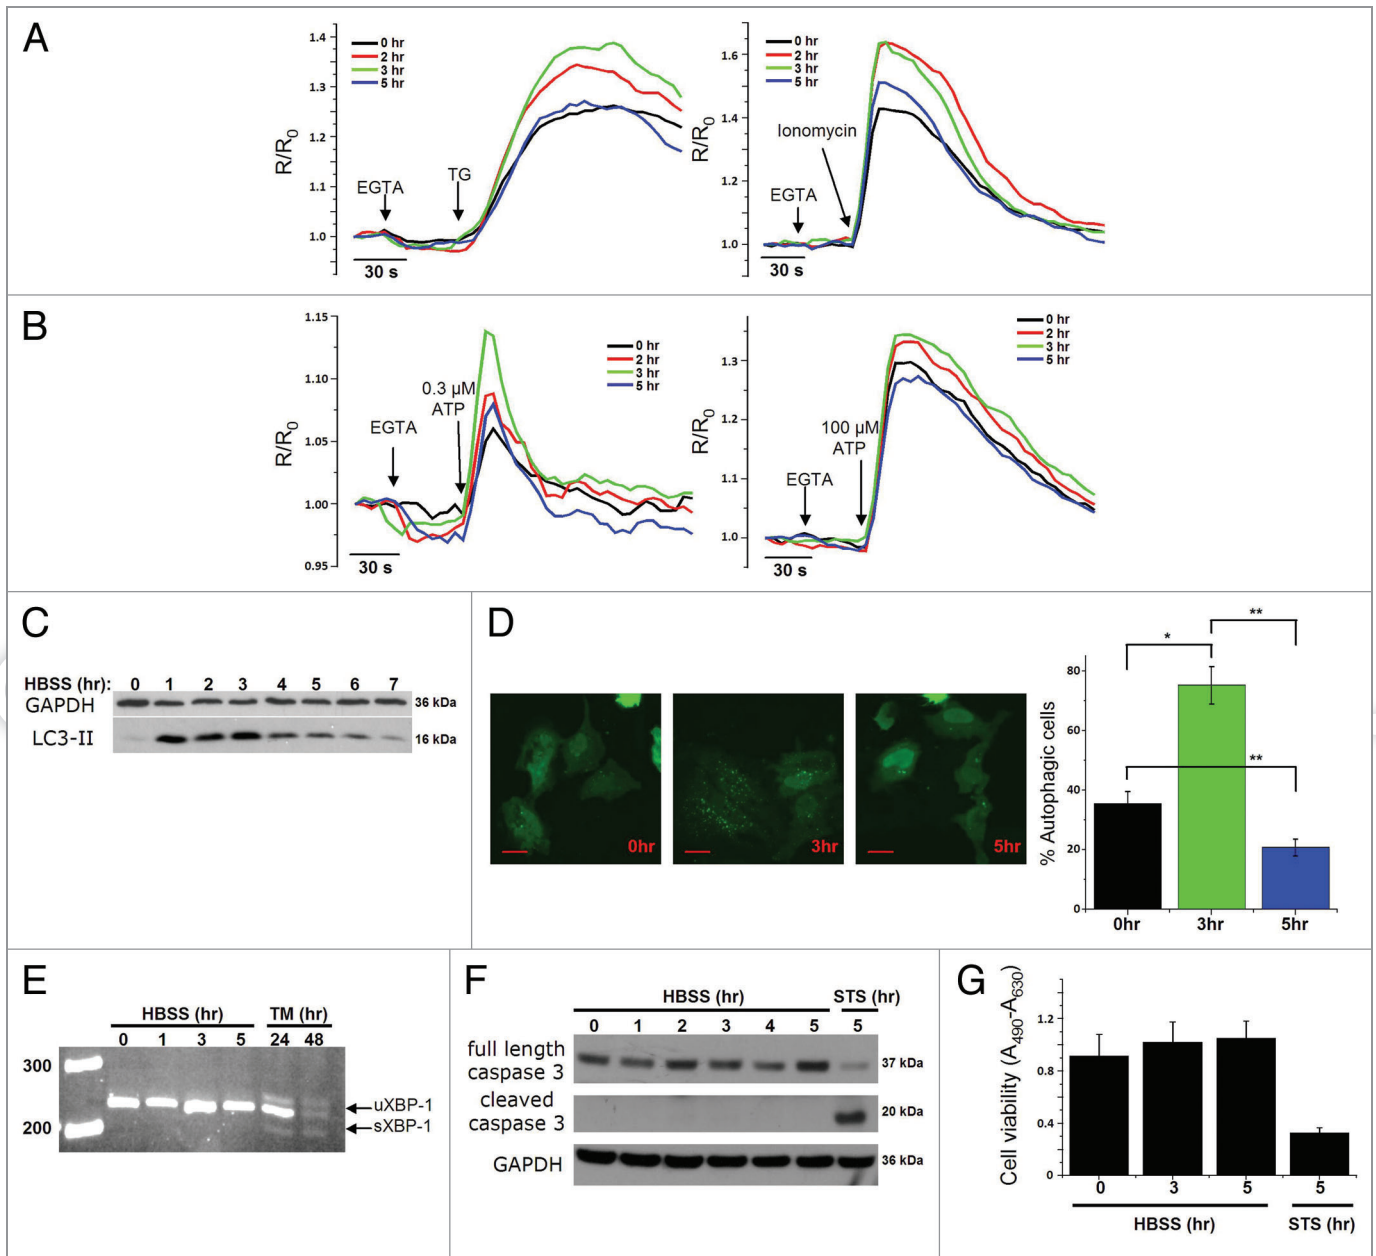 A
R/R0
1.4
1.3
1.2
1.1
1.0
0 hr
2 hr
3 hr
5 hr
EGTA
TG
30 s
R/R0
1.6
1.4
1.2
1.0
0 hr
2 hr
3 hr
5 hr
Ionomycin
EGTA
30 s
B
R/R0
1.15
1.10
1.05
1.00
0.95
0 hr
2 hr
3 hr
5 hr
0.3 µM
ATP
EGTA
30 s
R/R0
1.3
1.2
1.1
1.0
0 hr
2 hr
3 hr
5 hr
100 µM
ATP
EGTA
30 s
C
HBSS (hr): 0 1 2 3 4 5 6 7
GAPDH 36 kDa
LC3-II 16 kDa
D
0hr
3hr
5hr
% Autophagic cells
80
60
40
20
0
*
**
**
0hr 3hr 5hr
E
HBSS (hr) TM (hr)
0 1 3 5 24 48
300
200
uXBP-1
sXBP-1
F
HBSS (hr) STS (hr)
0 1 2 3 4 5 5
full length
caspase 3
37 kDa
cleaved
caspase 3
20 kDa
GAPDH 36 kDa
G
Cell viability (A490-A630)
1.2
0.8
0.4
0
0 3 5 5
HBSS (hr) STS (hr)